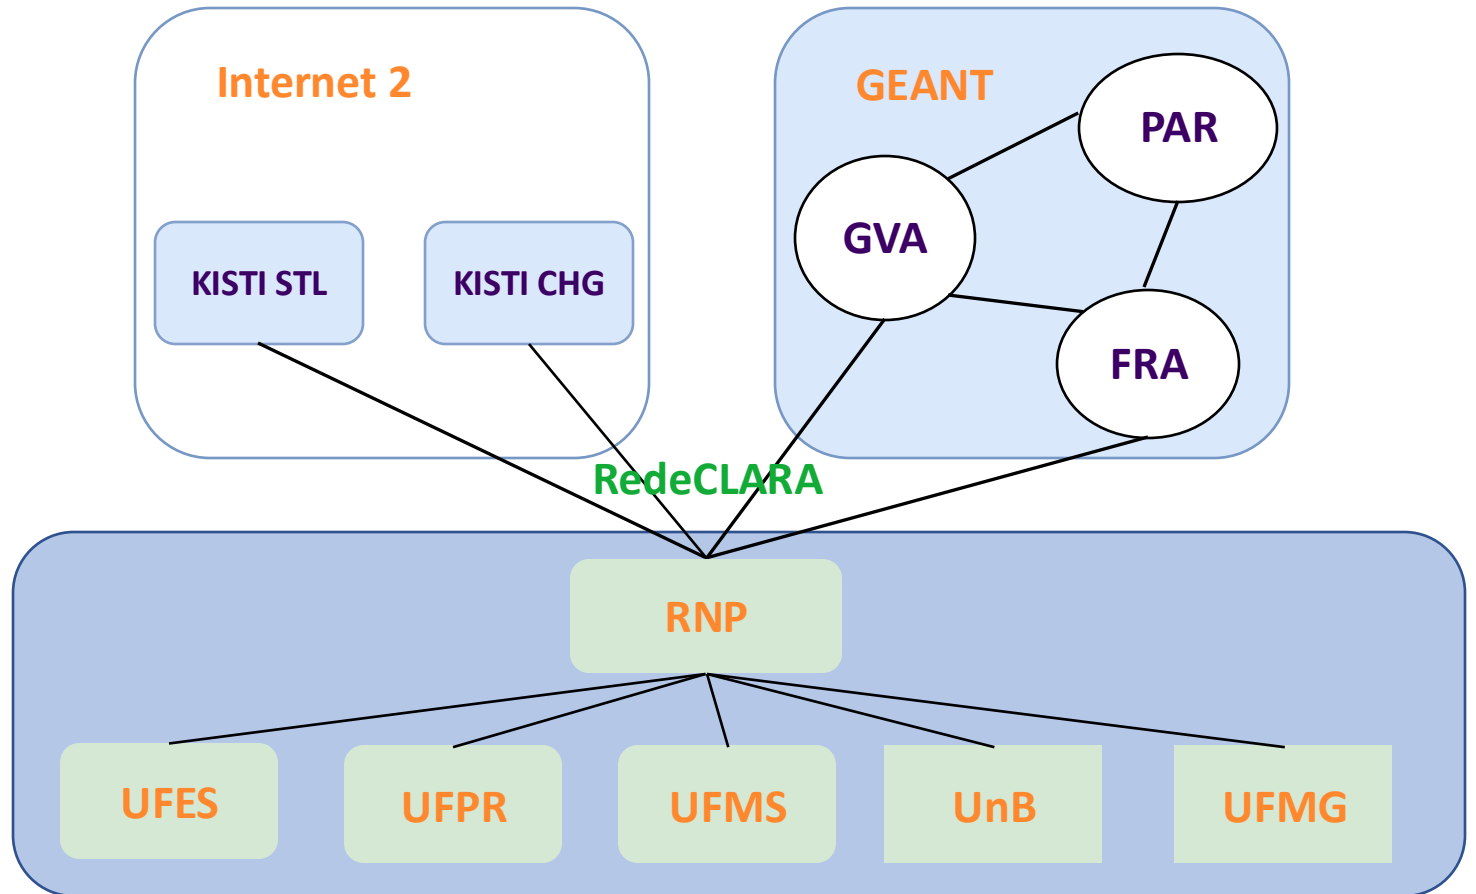 Internet 2
GEANT
PAR
GVA
KISTI STL
KISTI CHG
FRA
RedeCLARA
RNP
UFES
UFPR
UFMS
UnB
UFMG